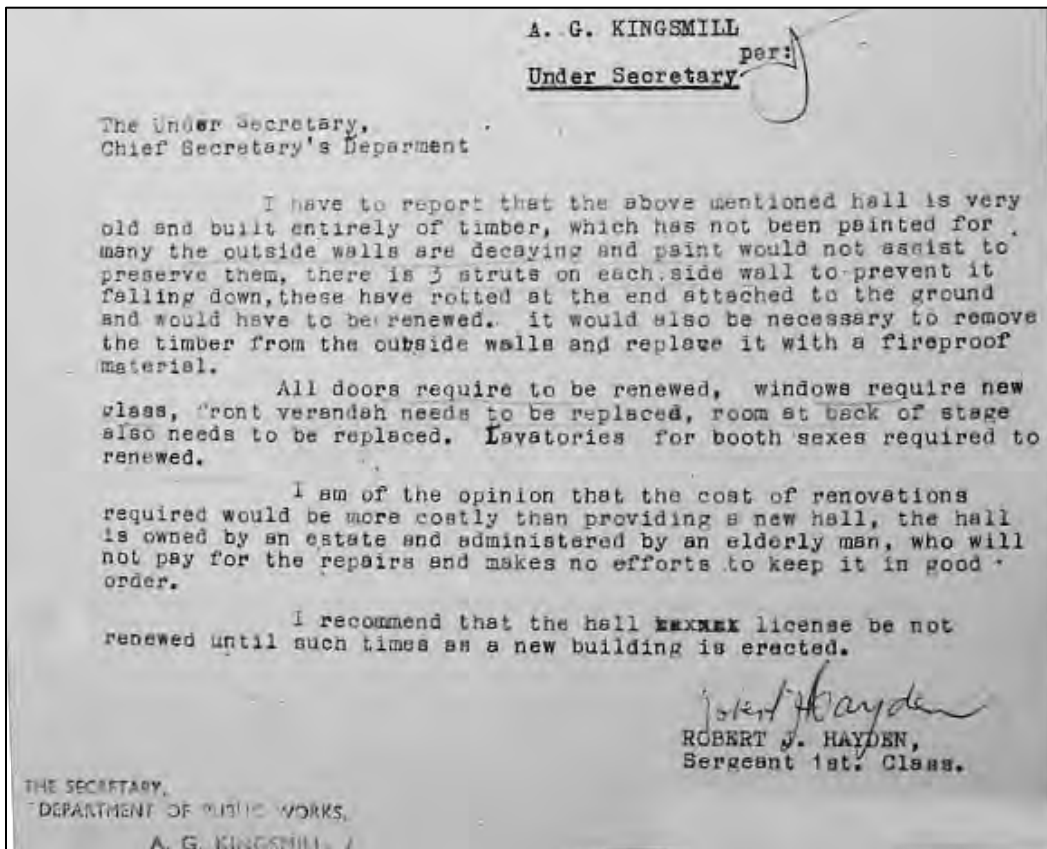 A. G. KINGSMILL
per:
Under Secretary
The Under Secretary,
Chief Secretary's Deparment
I have to report that the above mentioned hall is very
old and built entirely of timber, which has not been painted for
many the outside walls are decaying and paint would not assist to
preserve them, there is 3 struts on each side wall to prevent it
falling down, these have rotted at the end attached to the ground
and would have to be renewed. it would also be necessary to remove
the timber from the outside walls and replace it with a fireproof
material.
All doors require to be renewed, windows require new
glass, front verandah needs to be replaced, room at back of stage
also needs to be replaced. Lavatories for booth sexes required to
renewed.
I am of the opinion that the cost of renovations
required would be more costly than providing a new hall, the hall
is owned by an estate and administered by an elderly man, who will
not pay for the repairs and makes no efforts to keep it in good
order.
I recommend that the hall license be not
renewed until such times as a new building is erected.
Robert J Hayden
ROBERT J. HAYDEN,
Sergeant 1st. Class.
THE SECRETARY,
DEPARTMENT OF PUBLIC WORKS,
A. G. KINGSMILL